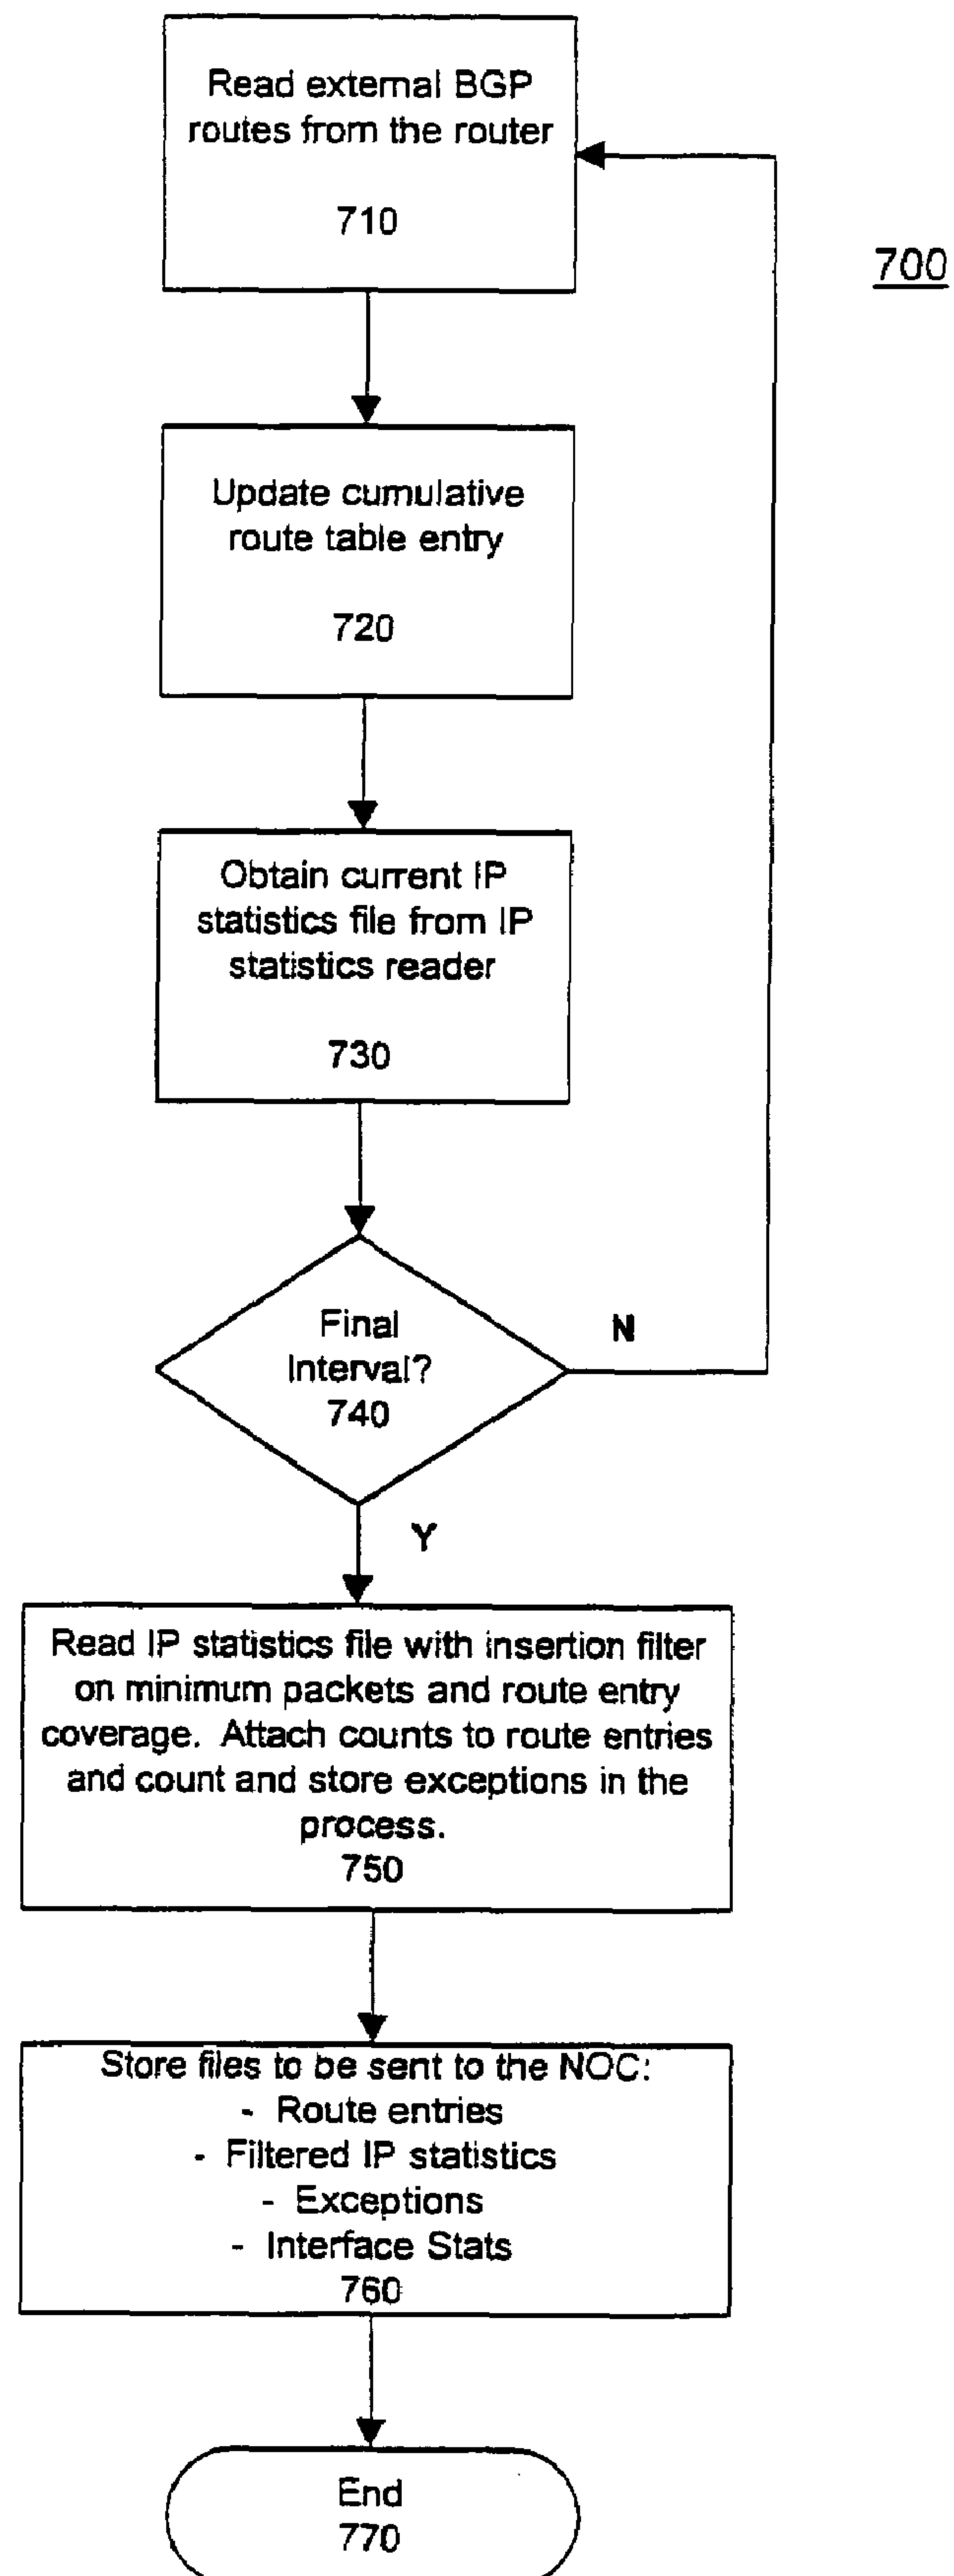 Read external BGP
routes from the router
710
700
Update cumulative
route table entry
720
Obtain current IP
statistics file from IP
statistics reader
730
Final
Interval?
740
N
Y
Read IP statistics file with insertion filter
on minimum packets and route entry
coverage. Attach counts to route entries
and count and store exceptions in the
process.
750
Store files to be sent to the NOC:
- Route entries
- Filtered IP statistics
- Exceptions
- Interface Stats
760
End
770